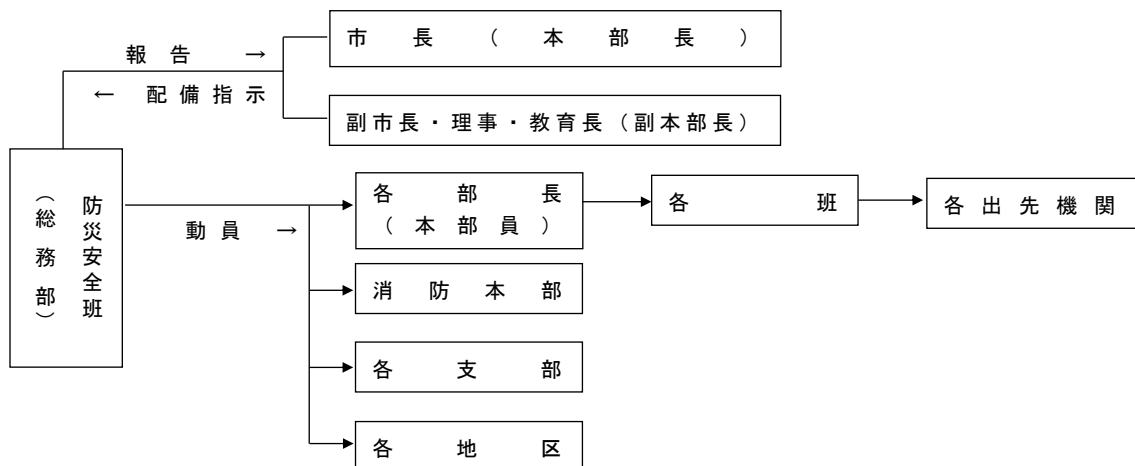 市長（本部長）
報告 →
← 配備指示
副市長・理事・教育長（副本部長）
防災安全班
（総務部）
動員 →
各部長
（本部員）
各班
各出先機関
消防本部
各支部
各地区